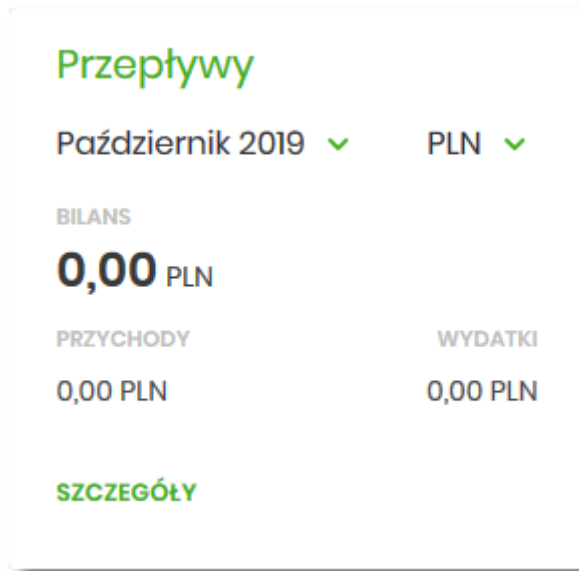 Przepływy
Październik 2019 PLN
BILANS
0,00 PLN
PRZYCHODY WYDATKI
0,00 PLN 0,00 PLN
SZCZEGÓŁY